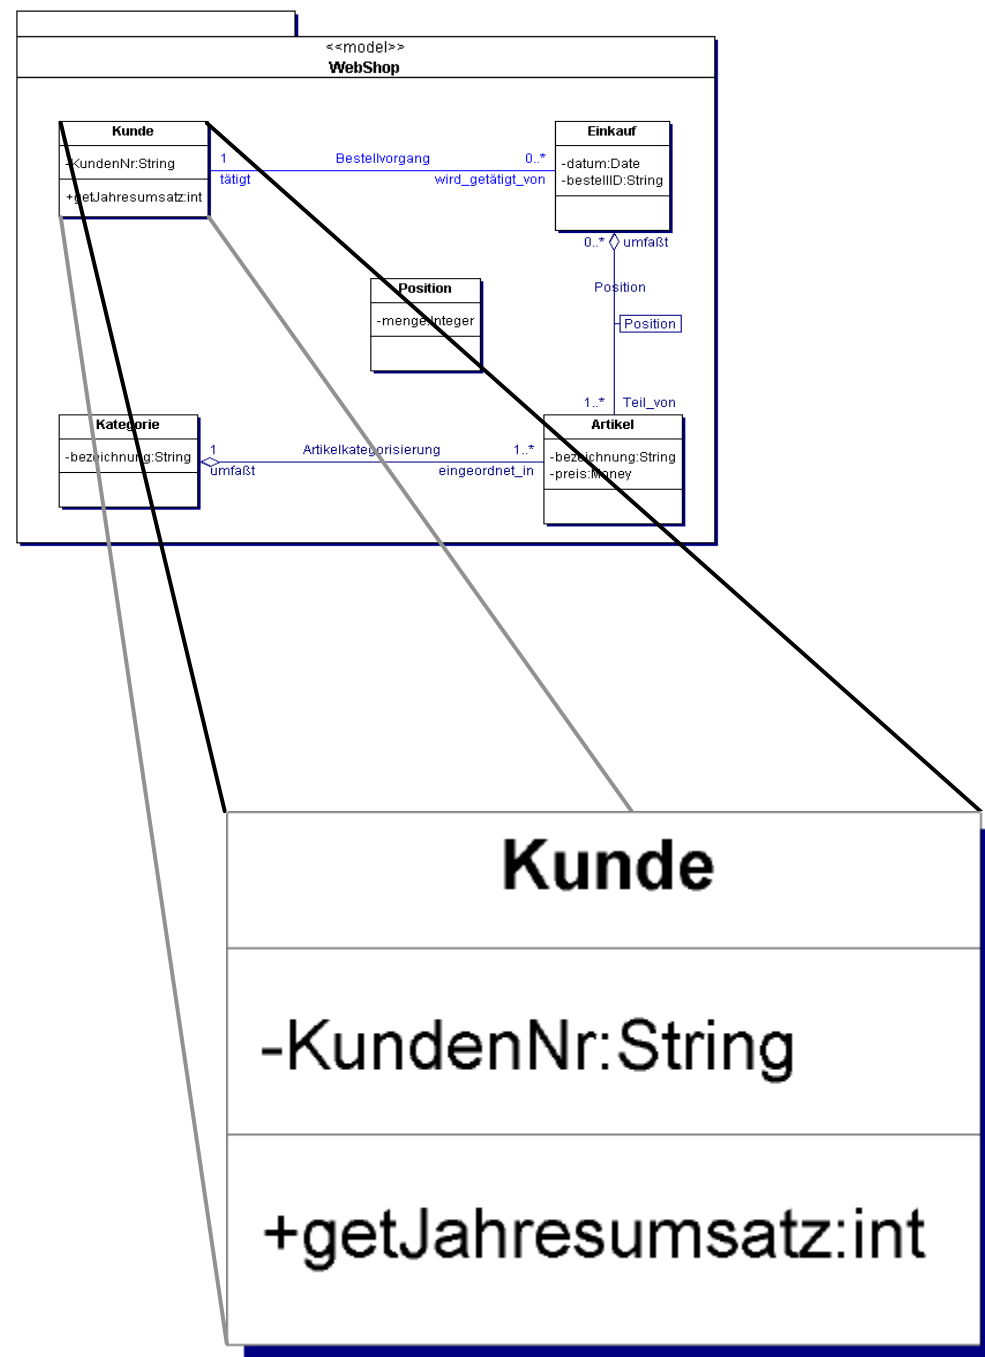 <<model>>
WebShop
Kunde
-KundenNr:String
+getJahresumsatz:int
1
Bestellvorgang
0..*
tätigt
wird_getätigt_von
Einkauf
-datum:Date
-bestellID:String
0..*
umfaßt
Position
Position
1..*
Teil_von
Position
-menge:Integer
Kategorie
-bezeichnung:String
1
Artikelkategorisierung
1..*
umfaßt
eingeordnet_in
Artikel
-bezeichnung:String
-preis:Money
Kunde
-KundenNr:String
+getJahresumsatz:int